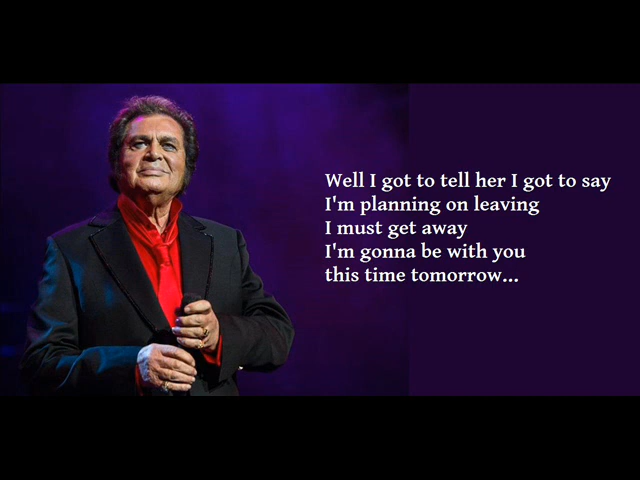 Well I got to tell her I got to say
I'm planning on leaving
I must get away
I'm gonna be with you
this time tomorrow...